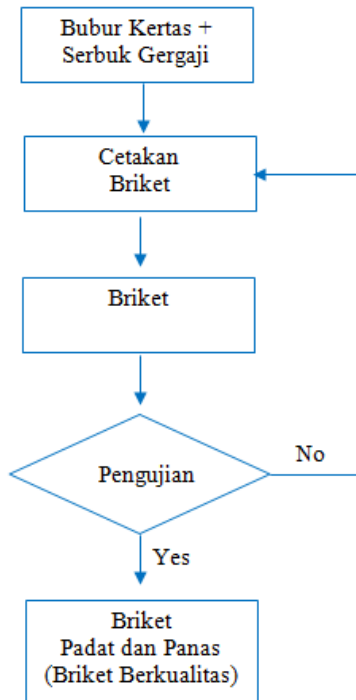 Bubur Kertas +
Serbuk Gergaji
Cetakan
Briket
Briket
Pengujian
No
Yes
Briket
Padat dan Panas
(Briket Berkualitas)